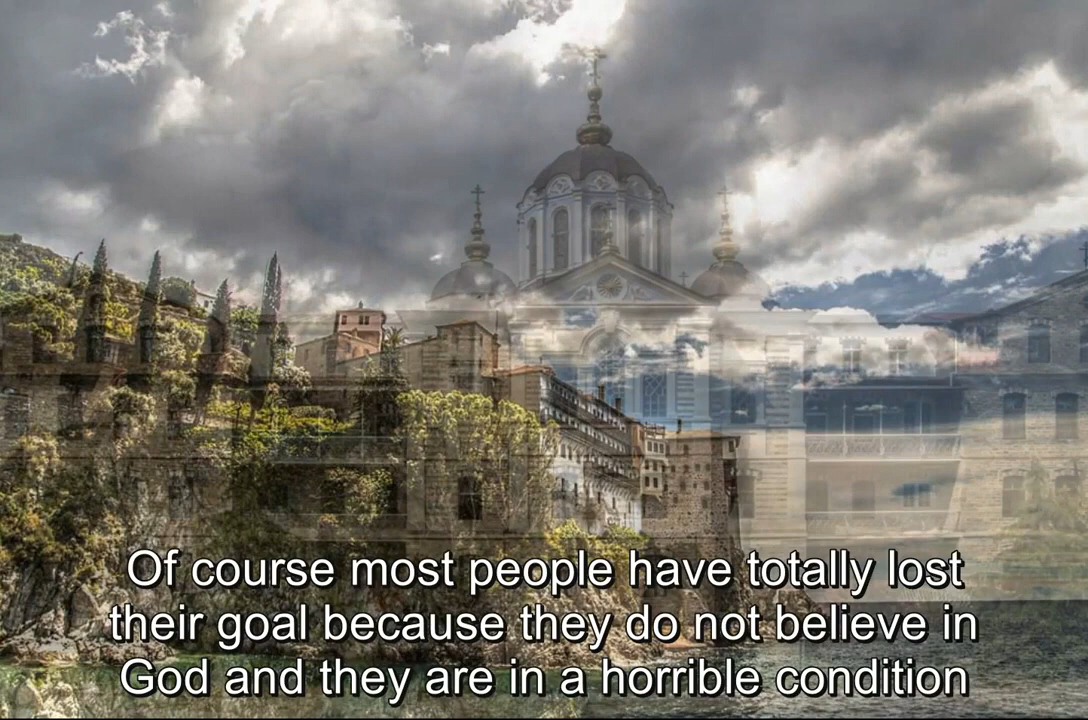 Of course most people have totally lost
their goal because they do not believe in
God and they are in a horrible condition